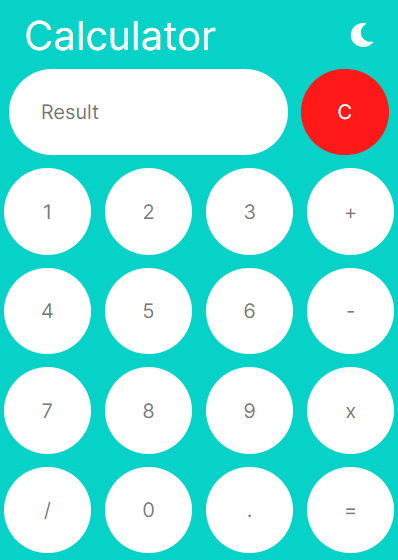 Calculator
Result C
1 2 3 +
4 5 6 -
7 8 9 x
/ 0 . =